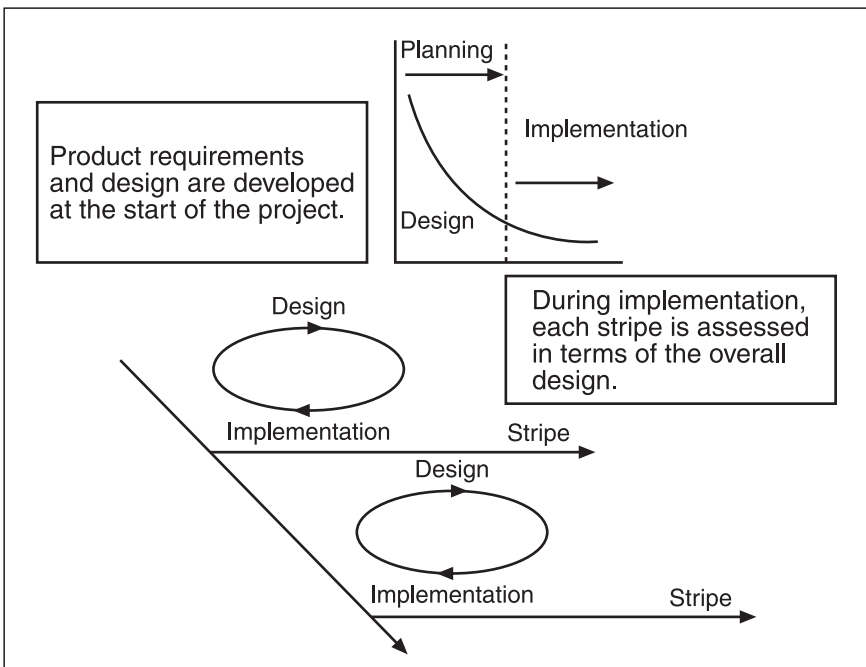 Planning
Implementation
Design
Product requirements
and design are developed
at the start of the project.
During implementation,
each stripe is assessed
in terms of the overall
design.
Design
Implementation
Stripe
Design
Implementation
Stripe